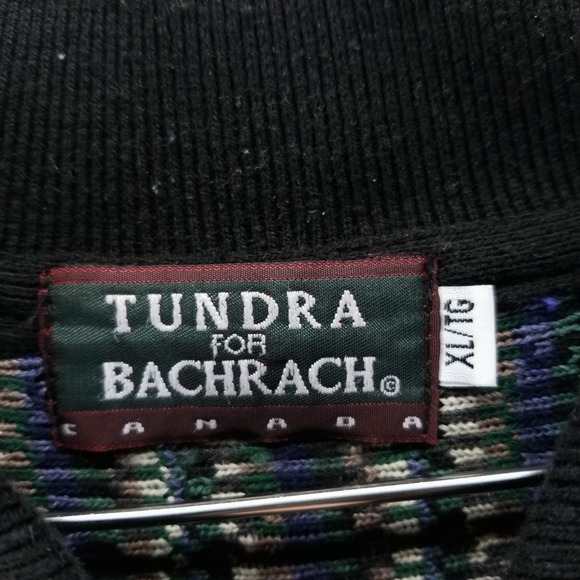 TUNDRA
FOR
BACHRACH©
CANADA
XL/TG